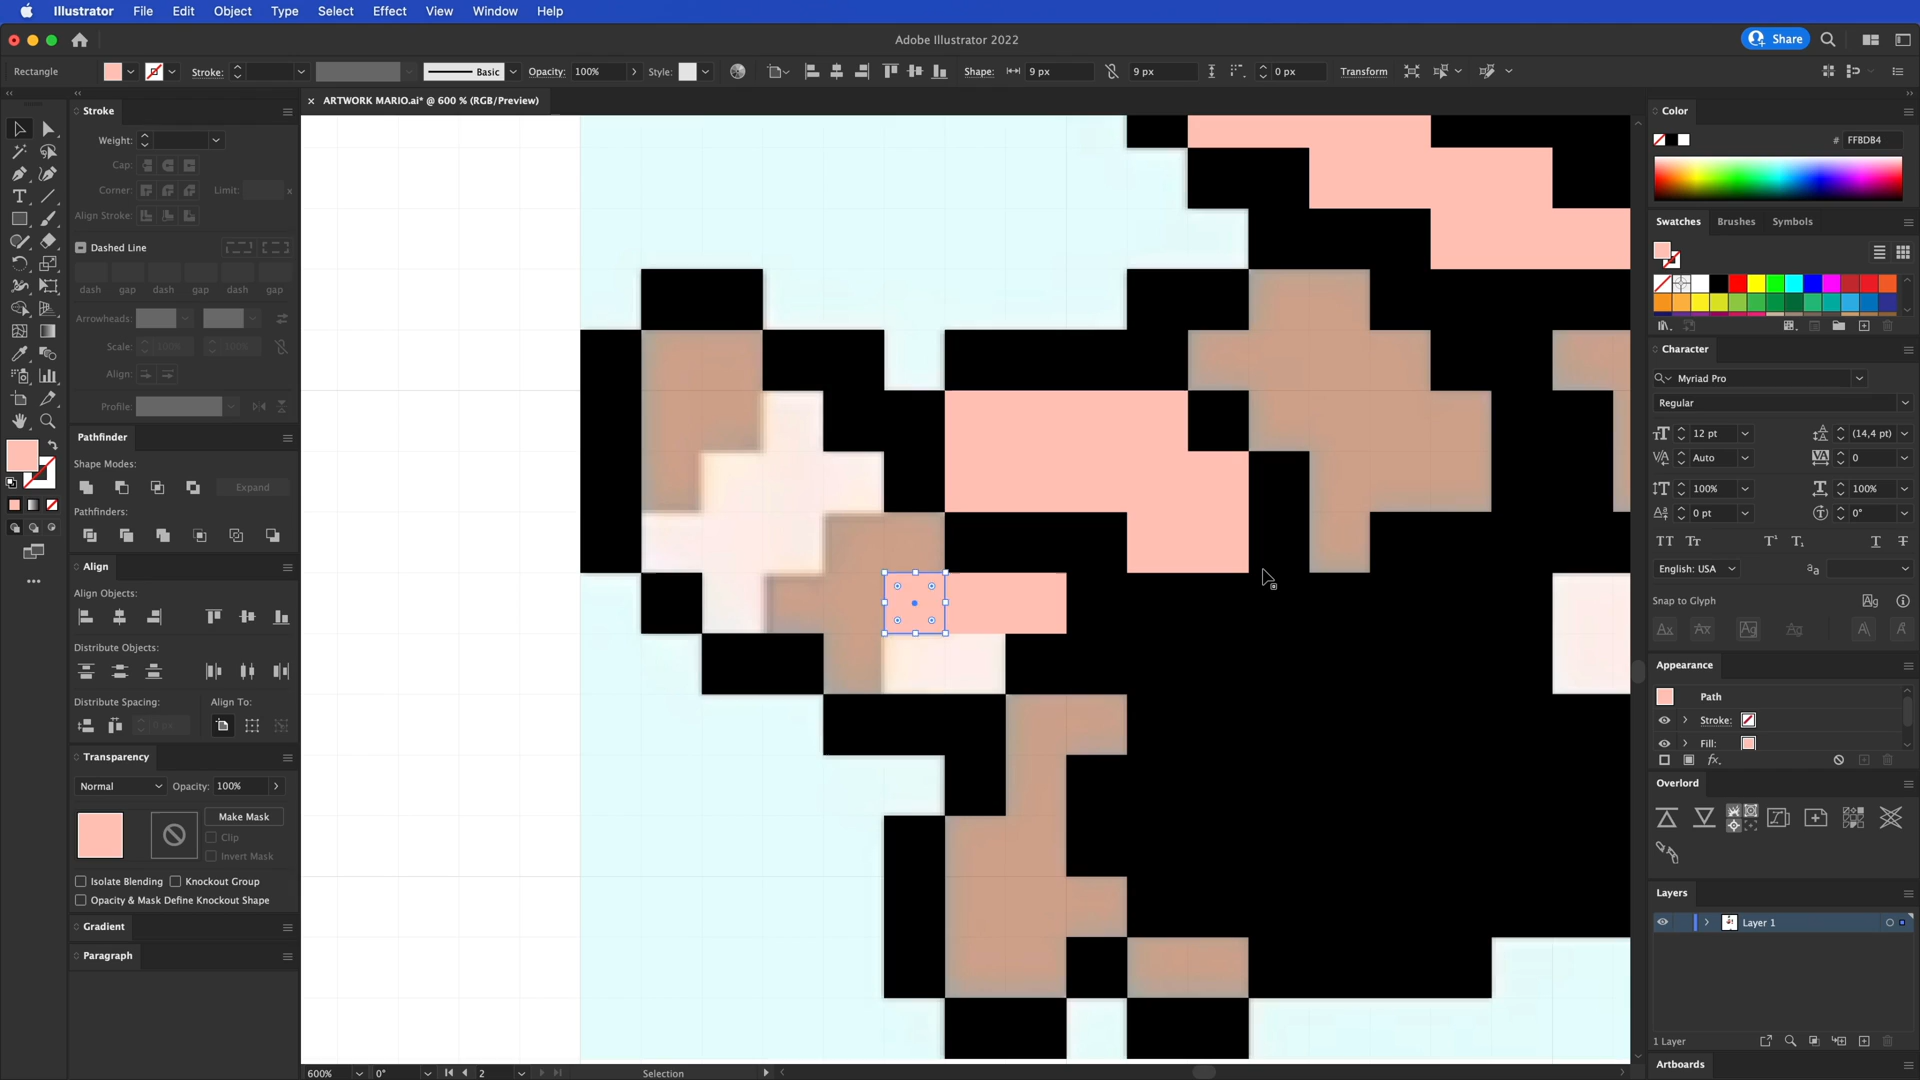 Illustrator File Edit Object Type Select Effect View Window Help
Adobe Illustrator 2022
Share
Rectangle Stroke: Basic Opacity: 100% Style: Shape: 9 px 9 px 0 px Transform
× ARTWORK MARIO.ai* @ 600 % (RGB/Preview)
Stroke
Weight:
Cap:
Corner: Limit: x
Align Stroke:
Dashed Line
dash gap dash gap dash gap
Arrowheads:
Scale: 100% 100%
Align:
Profile:
Pathfinder
Shape Modes:
Expand
Pathfinders:
Align
Align Objects:
Distribute Objects:
Distribute Spacing: Align To:
0 px
Transparency
Normal Opacity: 100%
Make Mask
Clip
Invert Mask
Isolate Blending Knockout Group
Opacity & Mask Define Knockout Shape
Gradient
Paragraph
Color
# FFBDB4
Swatches Brushes Symbols
Character
Myriad Pro
Regular
12 pt (14,4 pt)
Auto 0
100% 100%
0 pt 0°
English: USA
Snap to Glyph
Appearance
Path
Stroke:
Fill:
Overlord
Layers
Layer 1
1 Layer
Artboards
600% 0° 2 Selection